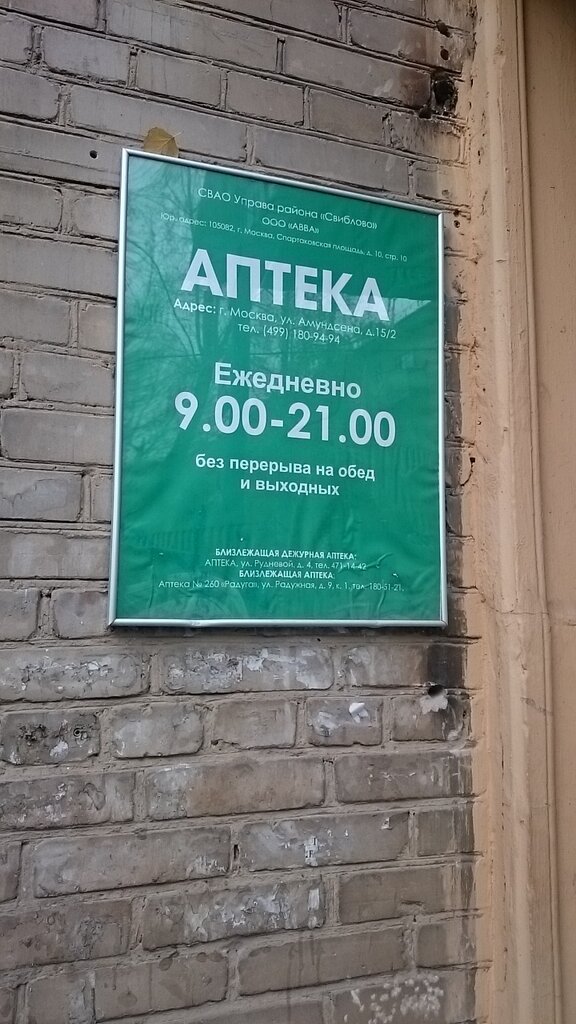 СВАО Управа района «Свиблово»
ООО «АВВА»
Юр. адрес: 105082, г. Москва, Спартаковская площадь, д. 10, стр. 10
АПТЕКА
Адрес: г. Москва, ул. Амундсена, д.15/2
тел. (499) 180-94-94
Ежедневно
9.00-21.00
без перерыва на обед
и выходных
БЛИЗЛЕЖАЩАЯ ДЕЖУРНАЯ АПТЕКА:
АПТЕКА, ул. Рудневой, д. 4, тел. 471-14-42
БЛИЗЛЕЖАЩАЯ АПТЕКА:
Аптека № 260 «Радуга», ул. Радужная, д. 9, к. 1, тел. 180-51-21,